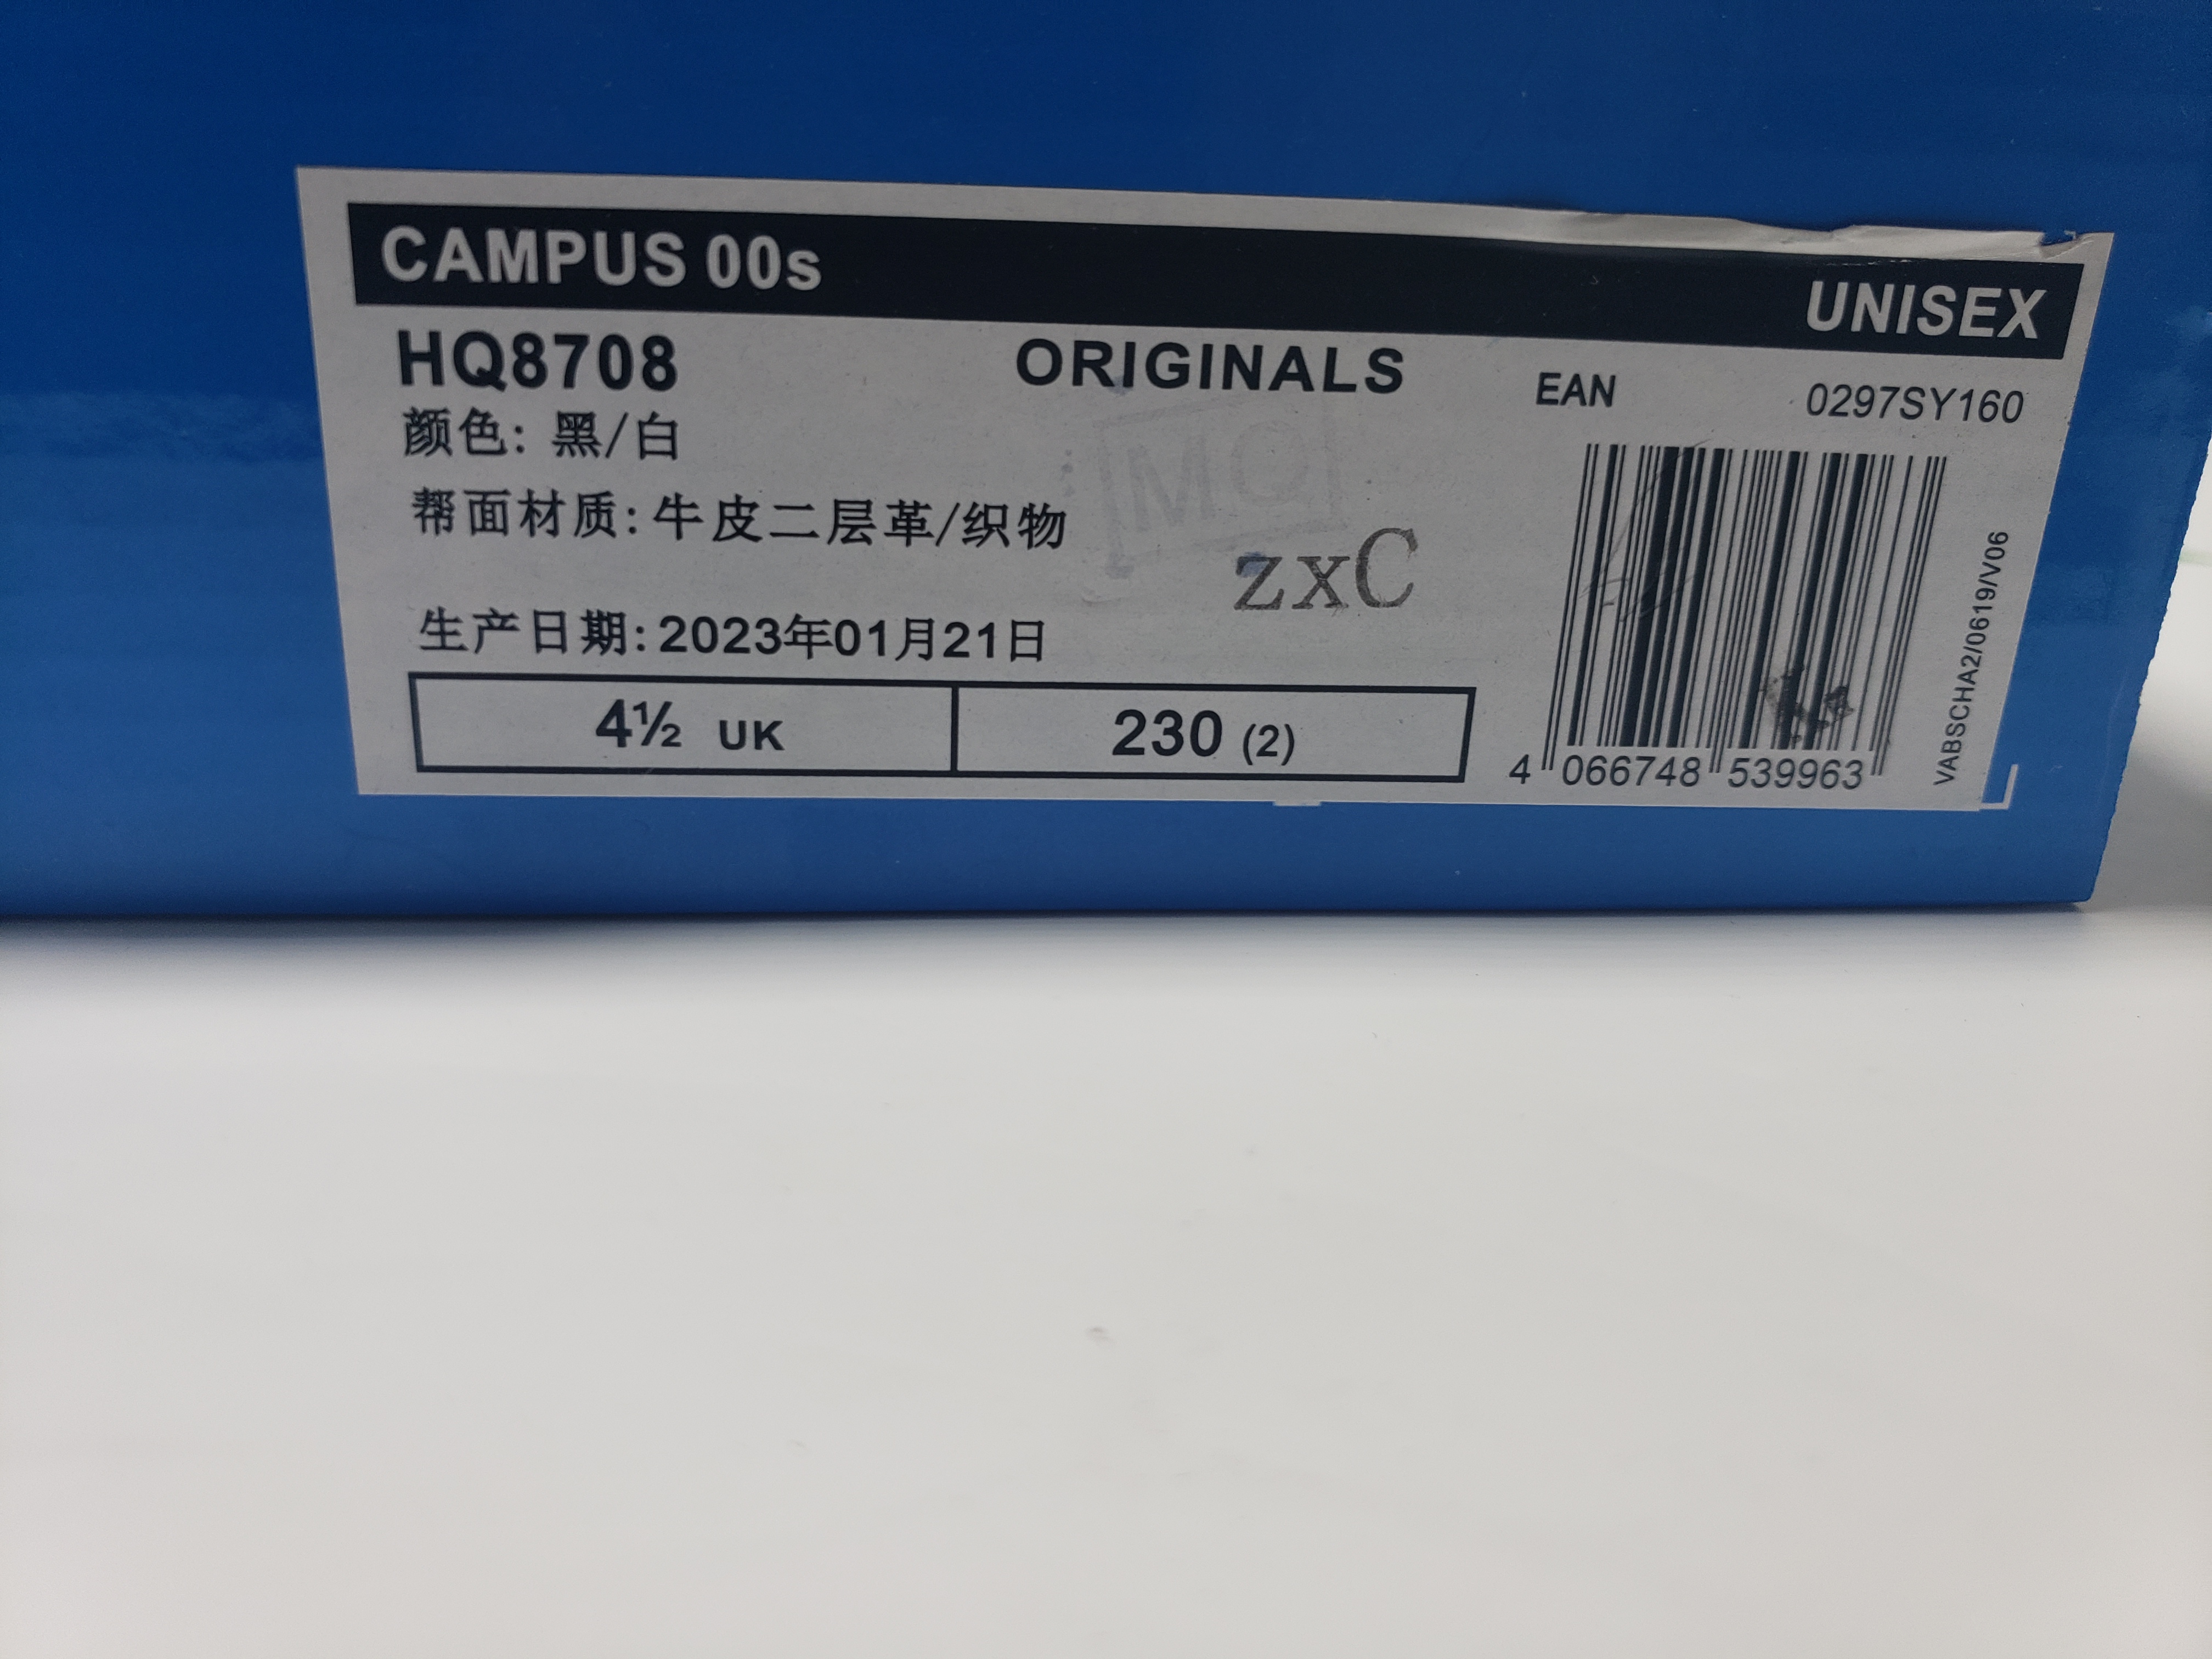 CAMPUS 00s
UNISEX
HQ8708
ORIGINALS
EAN
0297SY160
颜色: 黑/白
帮面材质: 牛皮二层革/织物
MO
zxC
生产日期: 2023年01月21日
4½ UK
230 (2)
4 066748 539963
VABSCHA2/0619/V06